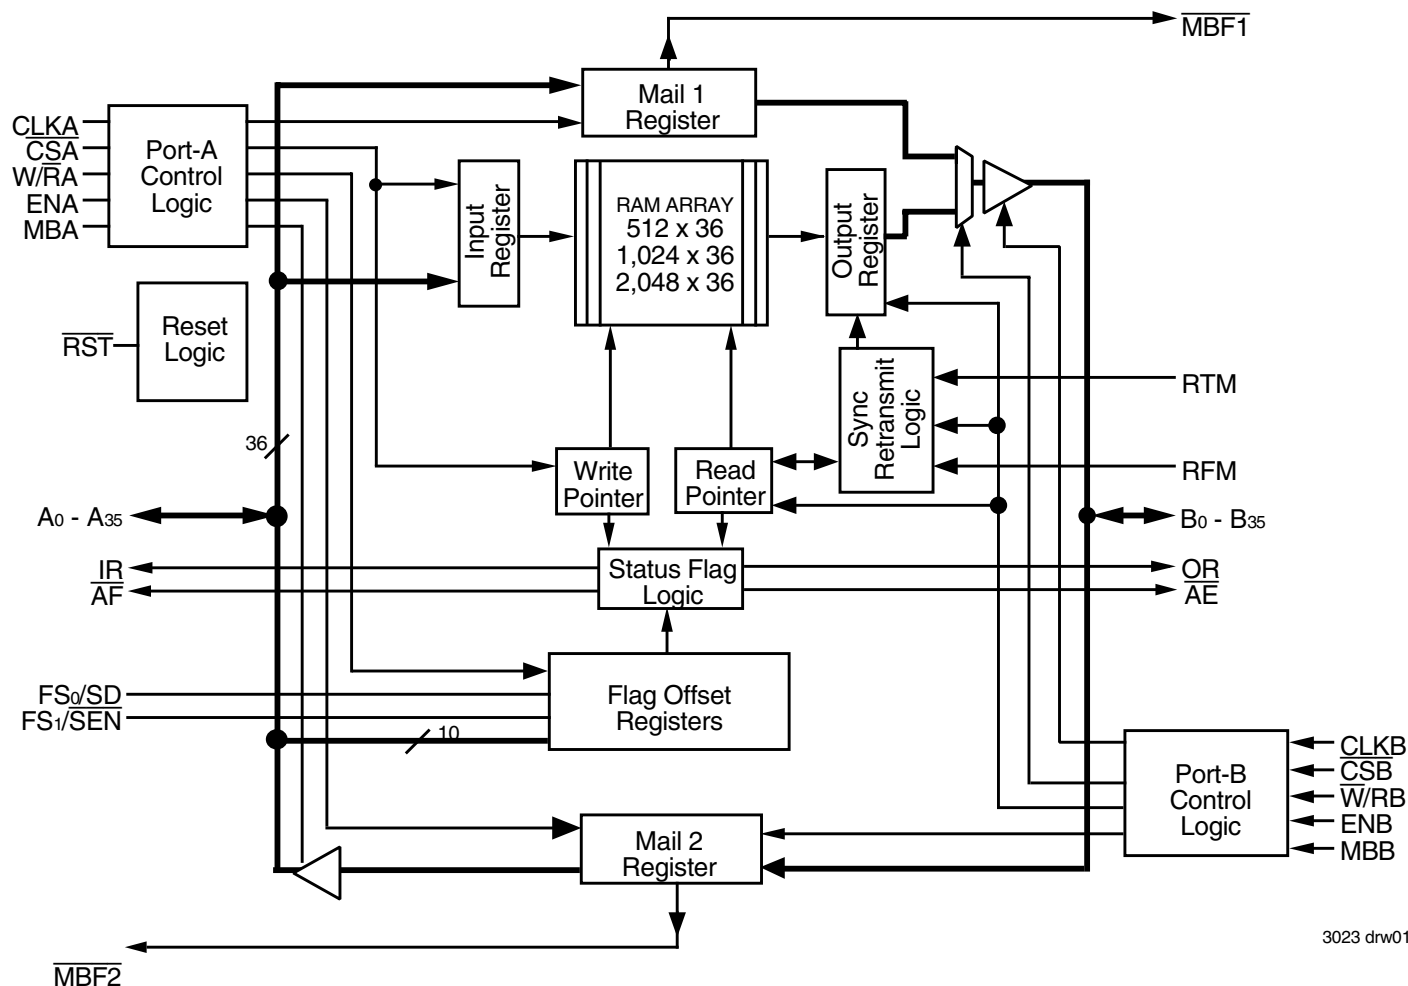 MBF1
Mail 1
Register
CLKA
CSA
W/RA
ENA
MBA
Port-A
Control
Logic
Input
Register
RAM ARRAY
512 x 36
1,024 x 36
2,048 x 36
Output
Register
RST
Reset
Logic
Sync
Retransmit
Logic
RTM
RFM
36
Write
Pointer
Read
Pointer
A0 - A35
B0 - B35
IR
AF
Status Flag
Logic
OR
AE
FS0/SD
FS1/SEN
Flag Offset
Registers
10
Port-B
Control
Logic
CLKB
CSB
W/RB
ENB
MBB
Mail 2
Register
MBF2
3023 drw01